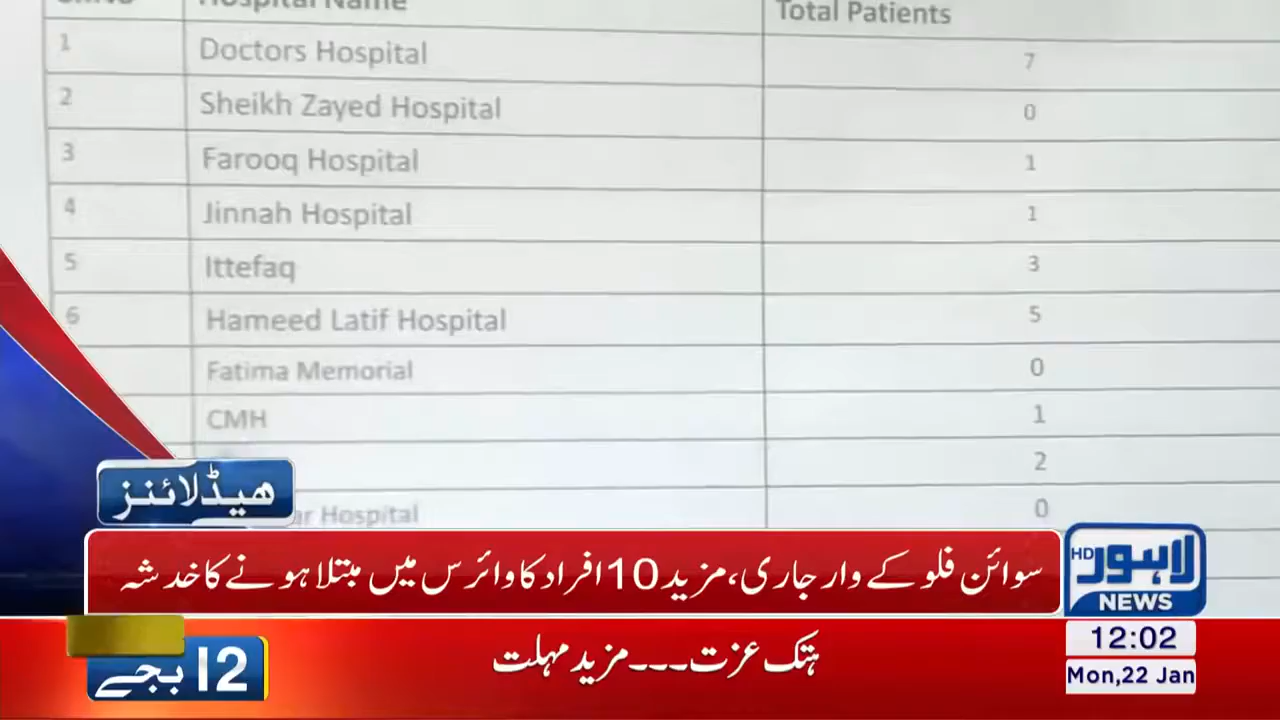 Hospital Name Total Patients
1 Doctors Hospital 7
2 Sheikh Zayed Hospital 0
3 Farooq Hospital 1
4 Jinnah Hospital 1
5 Ittefaq 3
6 Hameed Latif Hospital 5
Fatima Memorial 0
CMH 1
2
Hospital 0
ھیڈلائنز
سوائن فلو کے وار جاری، مزید 10 افراد کا وائرس میں مبتلا ہونے کا خدشہ
HD لاہور
NEWS
ہتک عزت۔۔۔مزید مہلت
12 بجے
12:02
Mon,22 Jan